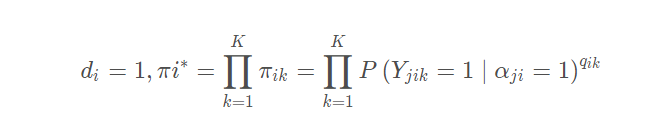 $d_i = 1, \pi i^* = \prod_{k=1}^{K} \pi_{ik} = \prod_{k=1}^{K} P\left(Y_{jik} = 1 \mid \alpha_{ji} = 1\right)^{q_{ik}}$